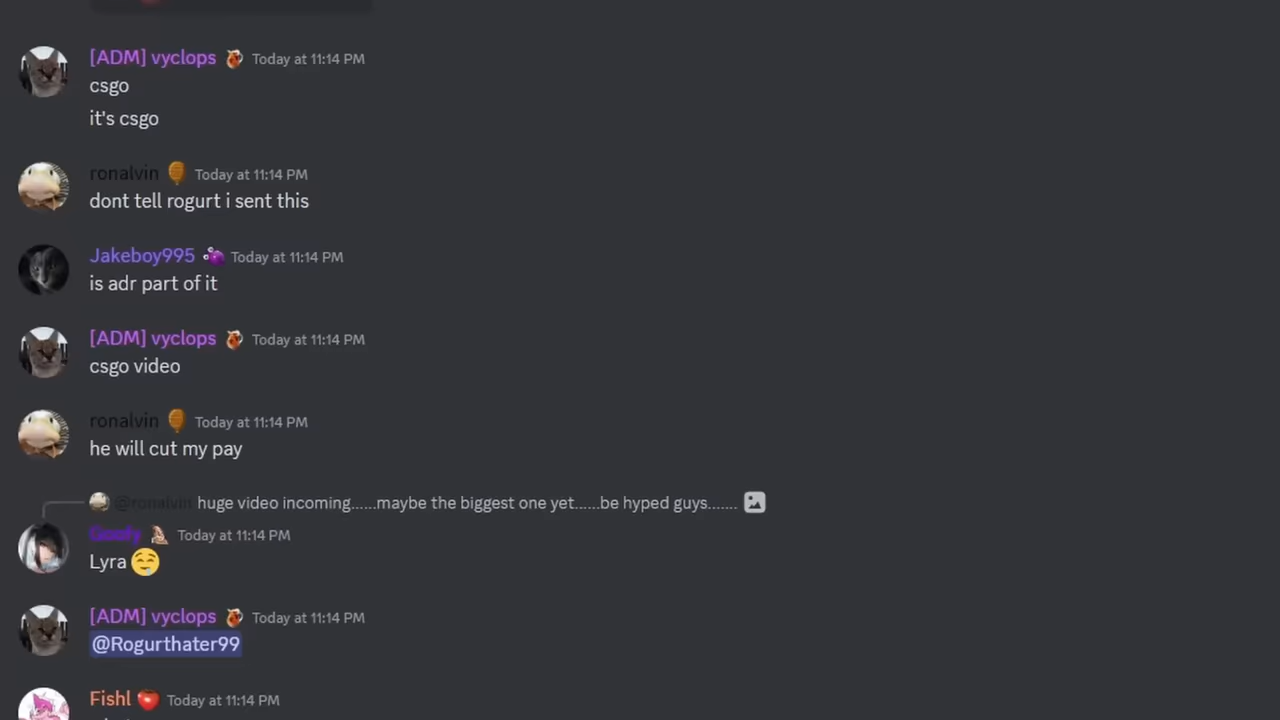 [ADM] vyclops Today at 11:14 PM
csgo
it's csgo
ronalvin Today at 11:14 PM
dont tell rogurt i sent this
Jakeboy995 Today at 11:14 PM
is adr part of it
[ADM] vyclops Today at 11:14 PM
csgo video
ronalvin Today at 11:14 PM
he will cut my pay
@ronalvin huge video incoming......maybe the biggest one yet......be hyped guys.......
Goofy Today at 11:14 PM
Lyra
[ADM] vyclops Today at 11:14 PM
@Rogurthater99
Fishl Today at 11:14 PM